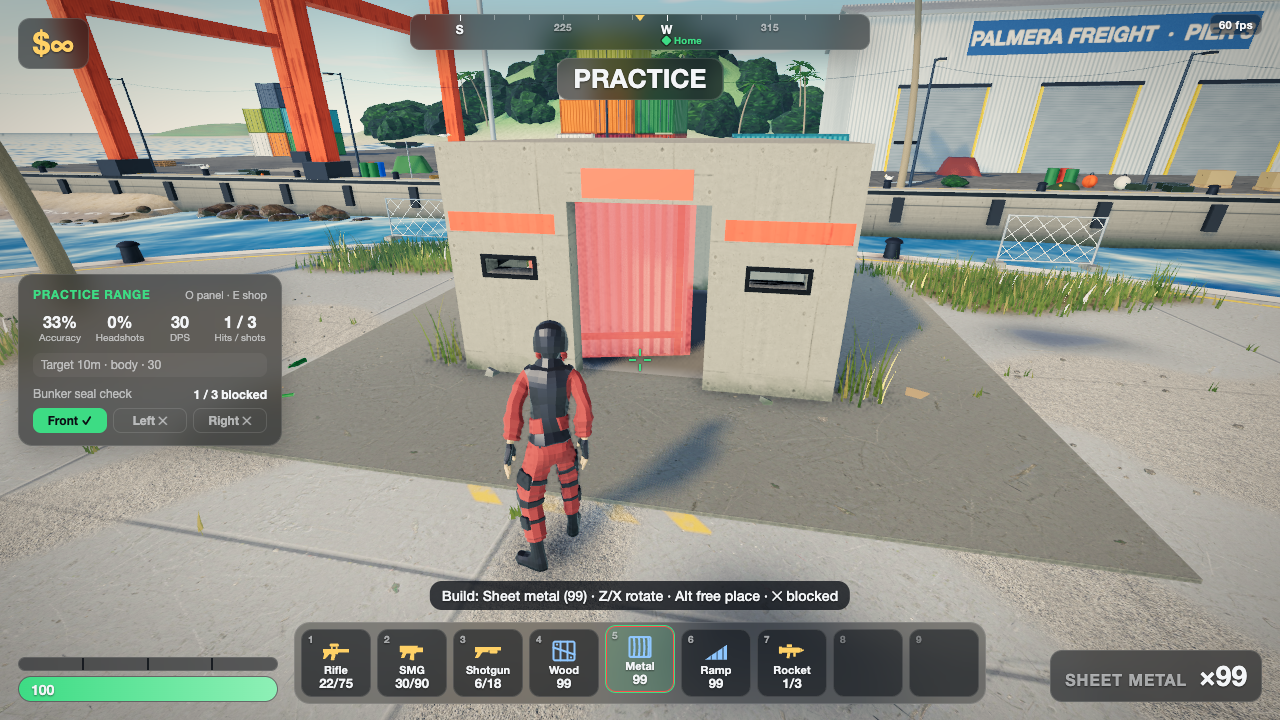 $∞
S 225 W 315
Home
PALMERA FREIGHT · PIER
60 fps
PRACTICE
PRACTICE RANGE O panel · E shop
33% 0% 30 1 / 3
Accuracy Headshots DPS Hits / shots
Target 10m · body · 30
Bunker seal check 1 / 3 blocked
Front ✓ Left ✕ Right ✕
Build: Sheet metal (99) · Z/X rotate · Alt free place · ✕ blocked
1 2 3 4 5 6 7 8 9
Rifle SMG Shotgun Wood Metal Ramp Rocket
22/75 30/90 6/18 99 99 99 1/3
100
SHEET METAL ×99